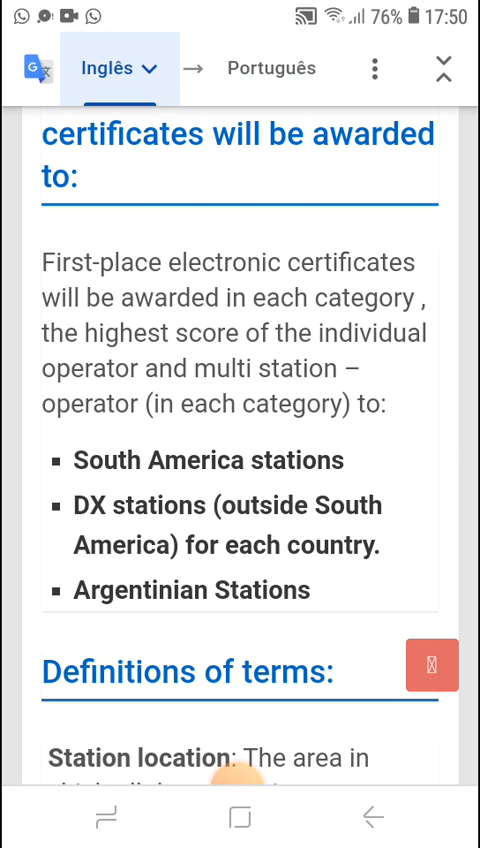 76% 17:50
Inglês → Português
certificates will be awarded
to:
First-place electronic certificates
will be awarded in each category ,
the highest score of the individual
operator and multi station –
operator (in each category) to:
▪ South America stations
▪ DX stations (outside South
America) for each country.
▪ Argentinian Stations
Definitions of terms:
Station location: The area in